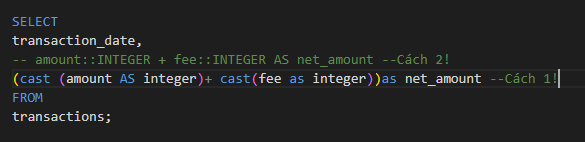 SELECT
transaction_date,
-- amount::INTEGER + fee::INTEGER AS net_amount --Cách 2!
(cast (amount AS integer)+ cast(fee as integer))as net_amount --Cách 1!
FROM
transactions;